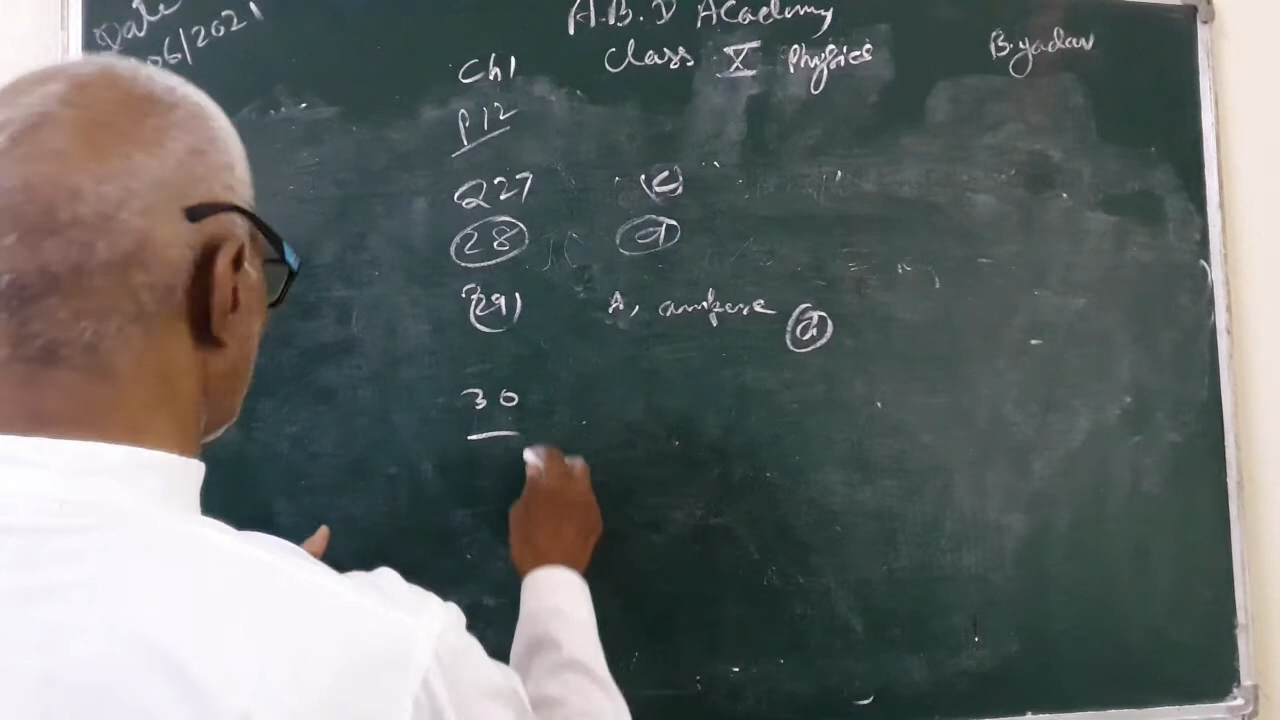 Date
06/2021
A.B.D Academy
Class X Physics
B.yadav
Ch1
P12
Q27 (c)
28 a
29) A, ampere
30